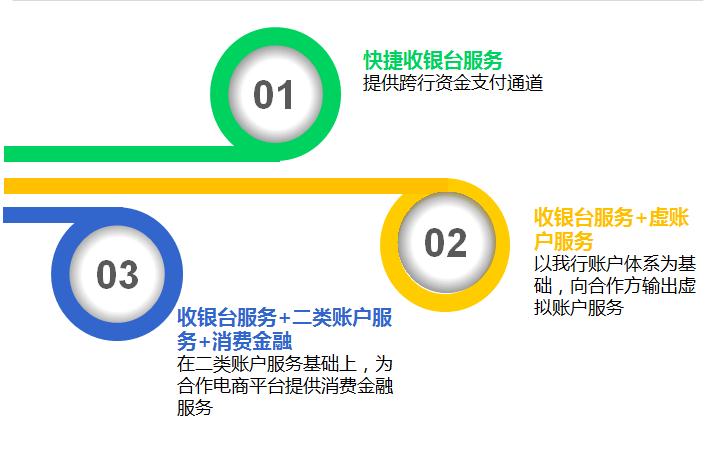 01
快捷收银台服务
提供跨行资金支付通道
02
收银台服务+虚账
户服务
以我行账户体系为基
础，向合作方输出虚
拟账户服务
03
收银台服务+二类账户服
务+消费金融
在二类账户服务基础上，为
合作电商平台提供消费金融
服务